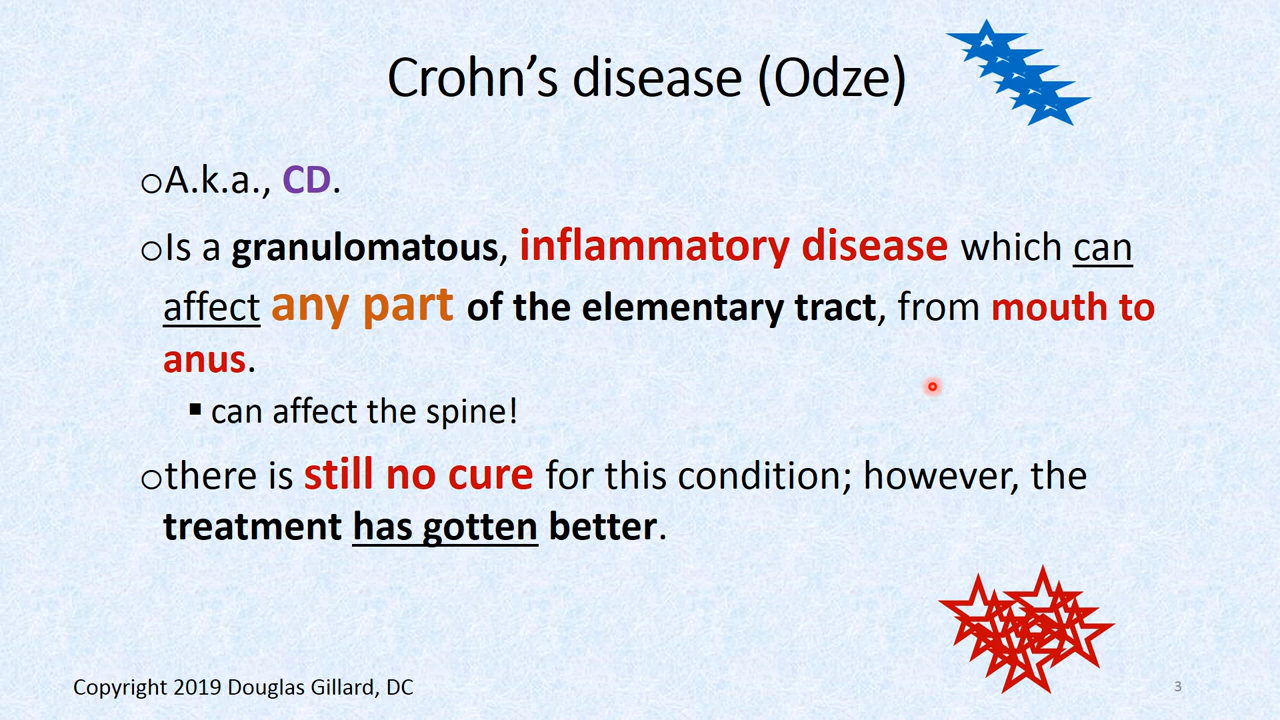 Crohn’s disease (Odze)
oA.k.a., CD.
oIs a granulomatous, inflammatory disease which can
affect any part of the elementary tract, from mouth to
anus.
▪ can affect the spine!
othere is still no cure for this condition; however, the
treatment has gotten better.
Copyright 2019 Douglas Gillard, DC
3